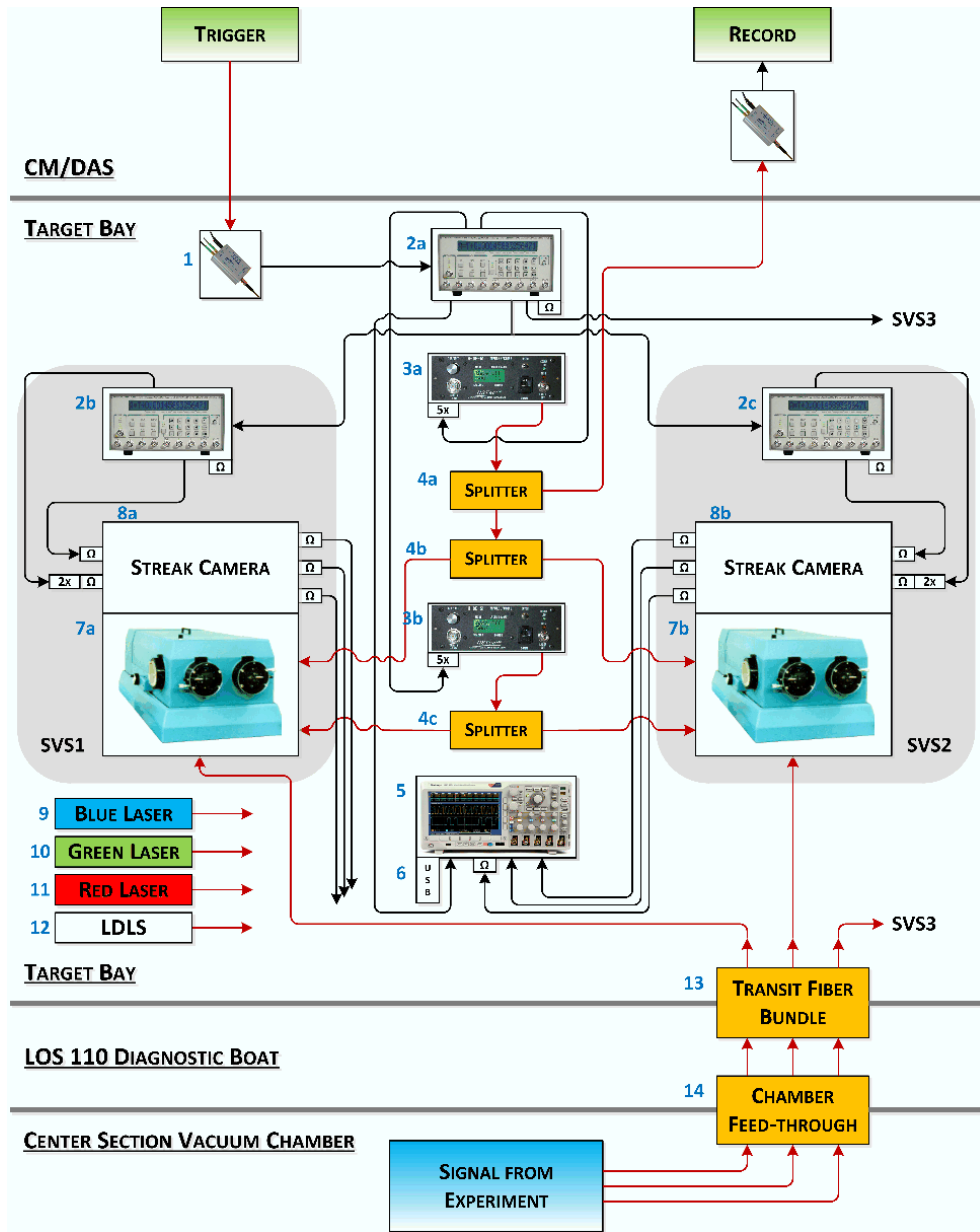 TRIGGER
RECORD
CM/DAS
TARGET BAY
1
2a
Ω
SVS3
3a
5x
2b
Ω
2c
Ω
4a
SPLITTER
8a
STREAK CAMERA
Ω
2x Ω
Ω
Ω
Ω
4b
SPLITTER
8b
STREAK CAMERA
Ω
Ω
Ω
Ω
Ω 2x
3b
5x
7a
7b
4c
SPLITTER
SVS1
SVS2
5
6
USB
Ω
9
BLUE LASER
10
GREEN LASER
11
RED LASER
12
LDLS
SVS3
TARGET BAY
13
TRANSIT FIBER
BUNDLE
LOS 110 DIAGNOSTIC BOAT
14
CHAMBER
FEED-THROUGH
CENTER SECTION VACUUM CHAMBER
SIGNAL FROM
EXPERIMENT